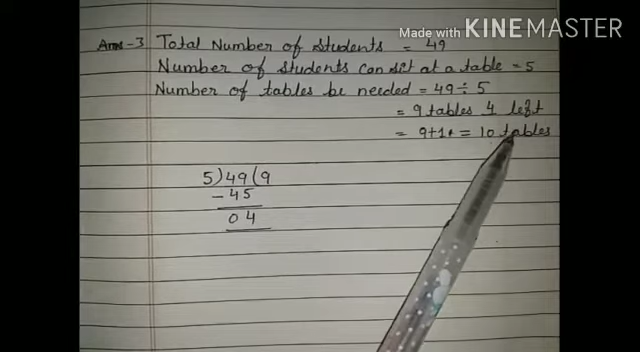 Made with KINEMASTER
Ans-3 Total Number of students = 49
Number of students can sit at a table = 5
Number of tables be needed = 49÷5
= 9 tables 4 left
= 9+1 = 10 tables
5)49(9
-45
04